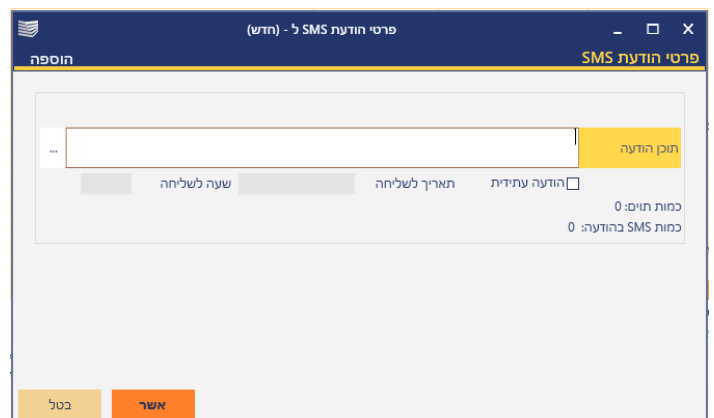 פרטי הודעת SMS ל - (חדש)
פרטי הודעת SMS
הוספה
תוכן הודעה
...
הודעה עתידית תאריך לשליחה שעה לשליחה
כמות תוים: 0
כמות SMS בהודעה: 0
אשר
בטל